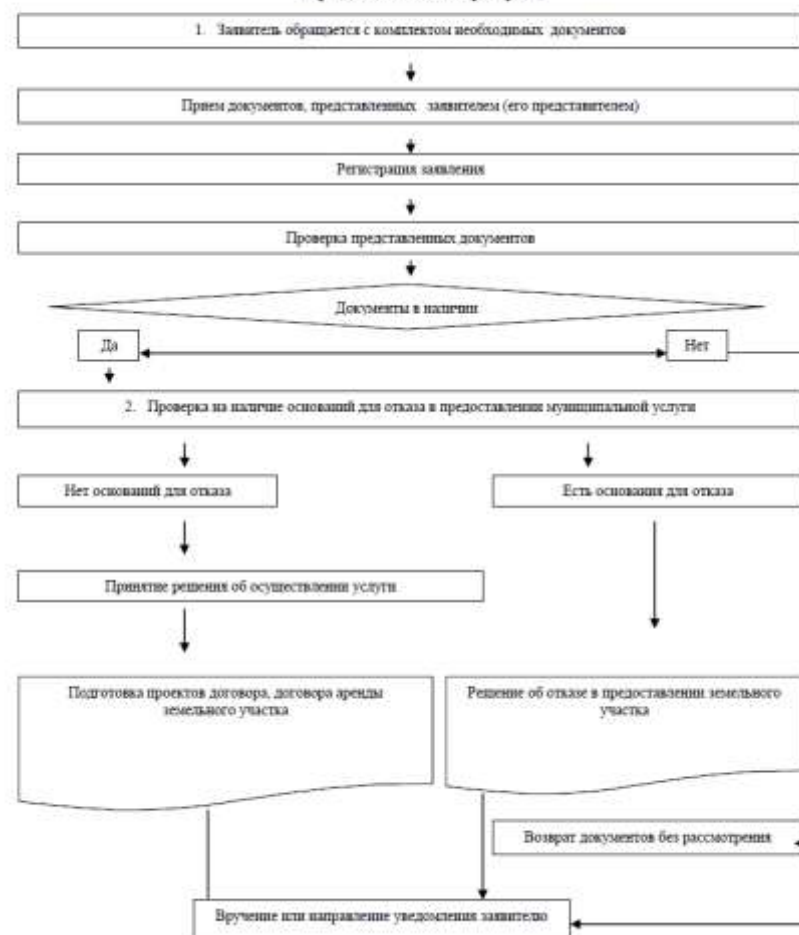 1. Заявитель обращается с комплектом необходимых документов
Прием документов, представленных заявителем (его представителем)
Регистрация заявления
Проверка представленных документов
Документы в наличии
Да
Нет
2. Проверка на наличие оснований для отказа в предоставлении муниципальной услуги
Нет оснований для отказа
Есть основания для отказа
Принятие решения об осуществлении услуги
Подготовка проектов договора, договора аренды
земельного участка
Решение об отказе в предоставлении земельного
участка
Возврат документов без рассмотрения
Вручение или направление уведомления заявителю